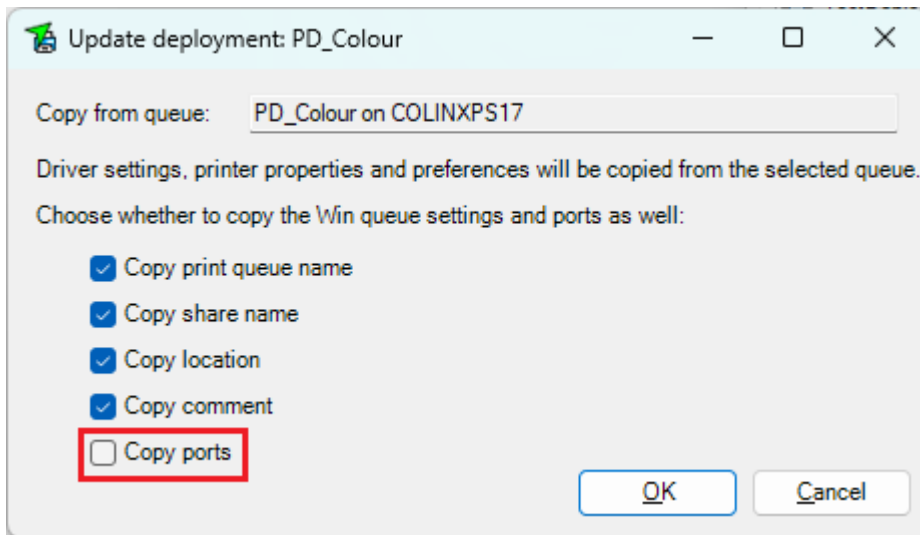 Update deployment: PD_Colour
Copy from queue: PD_Colour on COLINXPS17
Driver settings, printer properties and preferences will be copied from the selected queue.
Choose whether to copy the Win queue settings and ports as well:
Copy print queue name
Copy share name
Copy location
Copy comment
Copy ports
OK Cancel